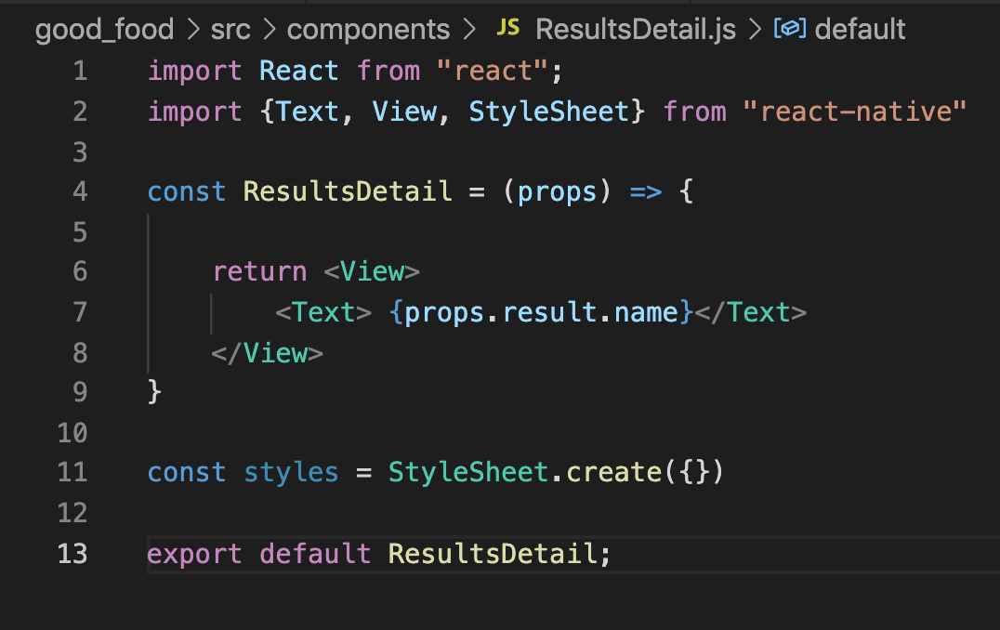 good_food > src > components > JS ResultsDetail.js > default
1 import React from "react";
2 import {Text, View, StyleSheet} from "react-native"
3
4 const ResultsDetail = (props) => {
5
6     return <View>
7         <Text> {props.result.name}</Text>
8     </View>
9 }
10
11 const styles = StyleSheet.create({})
12
13 export default ResultsDetail;